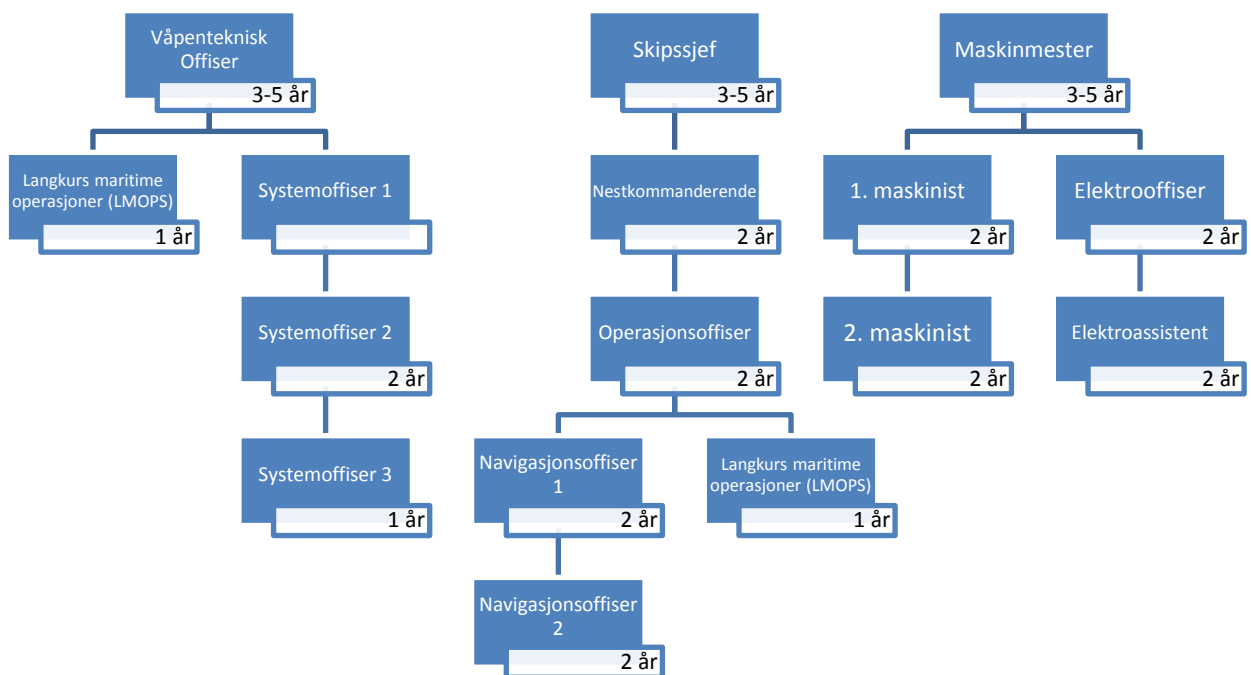 Våpenteknisk
Offiser
3-5 år
Skipssjef
3-5 år
Maskinmester
3-5 år
Langkurs maritime
operasjoner (LMOPS)
1 år
Systemoffiser 1
Nestkommanderende
2 år
1. maskinist
2 år
Elektrooffiser
2 år
Systemoffiser 2
2 år
Operasjonsoffiser
2 år
2. maskinist
2 år
Elektroassistent
2 år
Systemoffiser 3
1 år
Navigasjonsoffiser
1
2 år
Langkurs maritime
operasjoner (LMOPS)
1 år
Navigasjonsoffiser
2
2 år